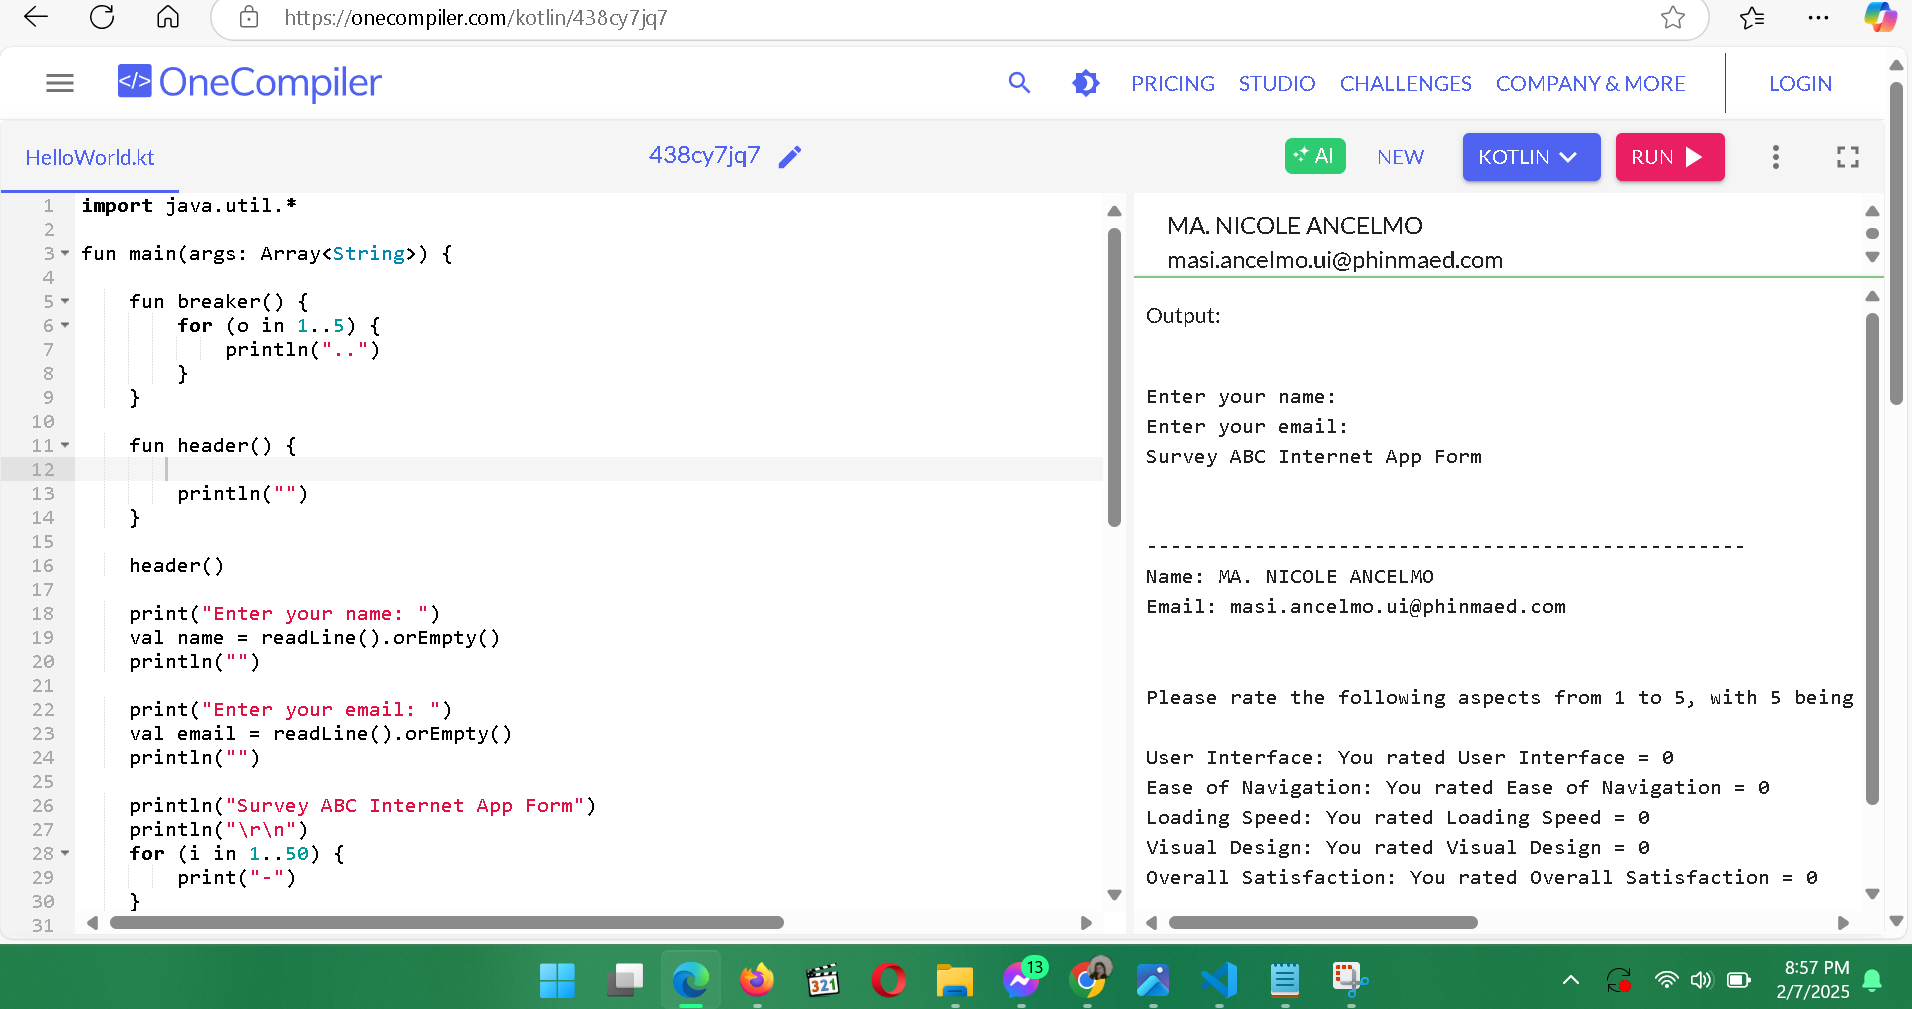 https://onecompiler.com/kotlin/438cy7jq7
</> OneCompiler
PRICING STUDIO CHALLENGES COMPANY & MORE LOGIN
HelloWorld.kt
438cy7jq7
AI NEW KOTLIN RUN
1 import java.util.*
2
3 fun main(args: Array<String>) {
4
5 fun breaker() {
6 for (o in 1..5) {
7 println("..")
8 }
9 }
10
11 fun header() {
12
13 println("")
14 }
15
16 header()
17
18 print("Enter your name: ")
19 val name = readLine().orEmpty()
20 println("")
21
22 print("Enter your email: ")
23 val email = readLine().orEmpty()
24 println("")
25
26 println("Survey ABC Internet App Form")
27 println("\r\n")
28 for (i in 1..50) {
29 print("-")
30 }
31
MA. NICOLE ANCELMO
masi.ancelmo.ui@phinmaed.com
Output:
Enter your name:
Enter your email:
Survey ABC Internet App Form
--------------------------------------------------
Name: MA. NICOLE ANCELMO
Email: masi.ancelmo.ui@phinmaed.com
Please rate the following aspects from 1 to 5, with 5 being
User Interface: You rated User Interface = 0
Ease of Navigation: You rated Ease of Navigation = 0
Loading Speed: You rated Loading Speed = 0
Visual Design: You rated Visual Design = 0
Overall Satisfaction: You rated Overall Satisfaction = 0
321
13
8:57 PM
2/7/2025